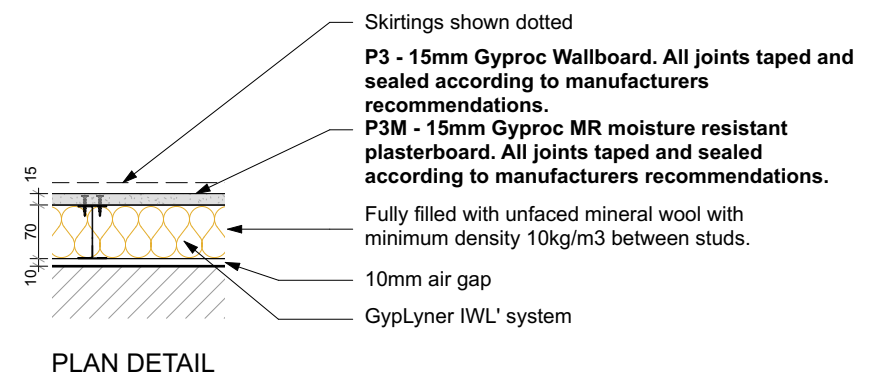 Skirtings shown dotted
P3 - 15mm Gyproc Wallboard. All joints taped and
sealed according to manufacturers
recommendations.
P3M - 15mm Gyproc MR moisture resistant
plasterboard. All joints taped and sealed
according to manufacturers recommendations.
15
70
10
Fully filled with unfaced mineral wool with
minimum density 10kg/m3 between studs.
10mm air gap
GypLyner IWL' system
PLAN DETAIL